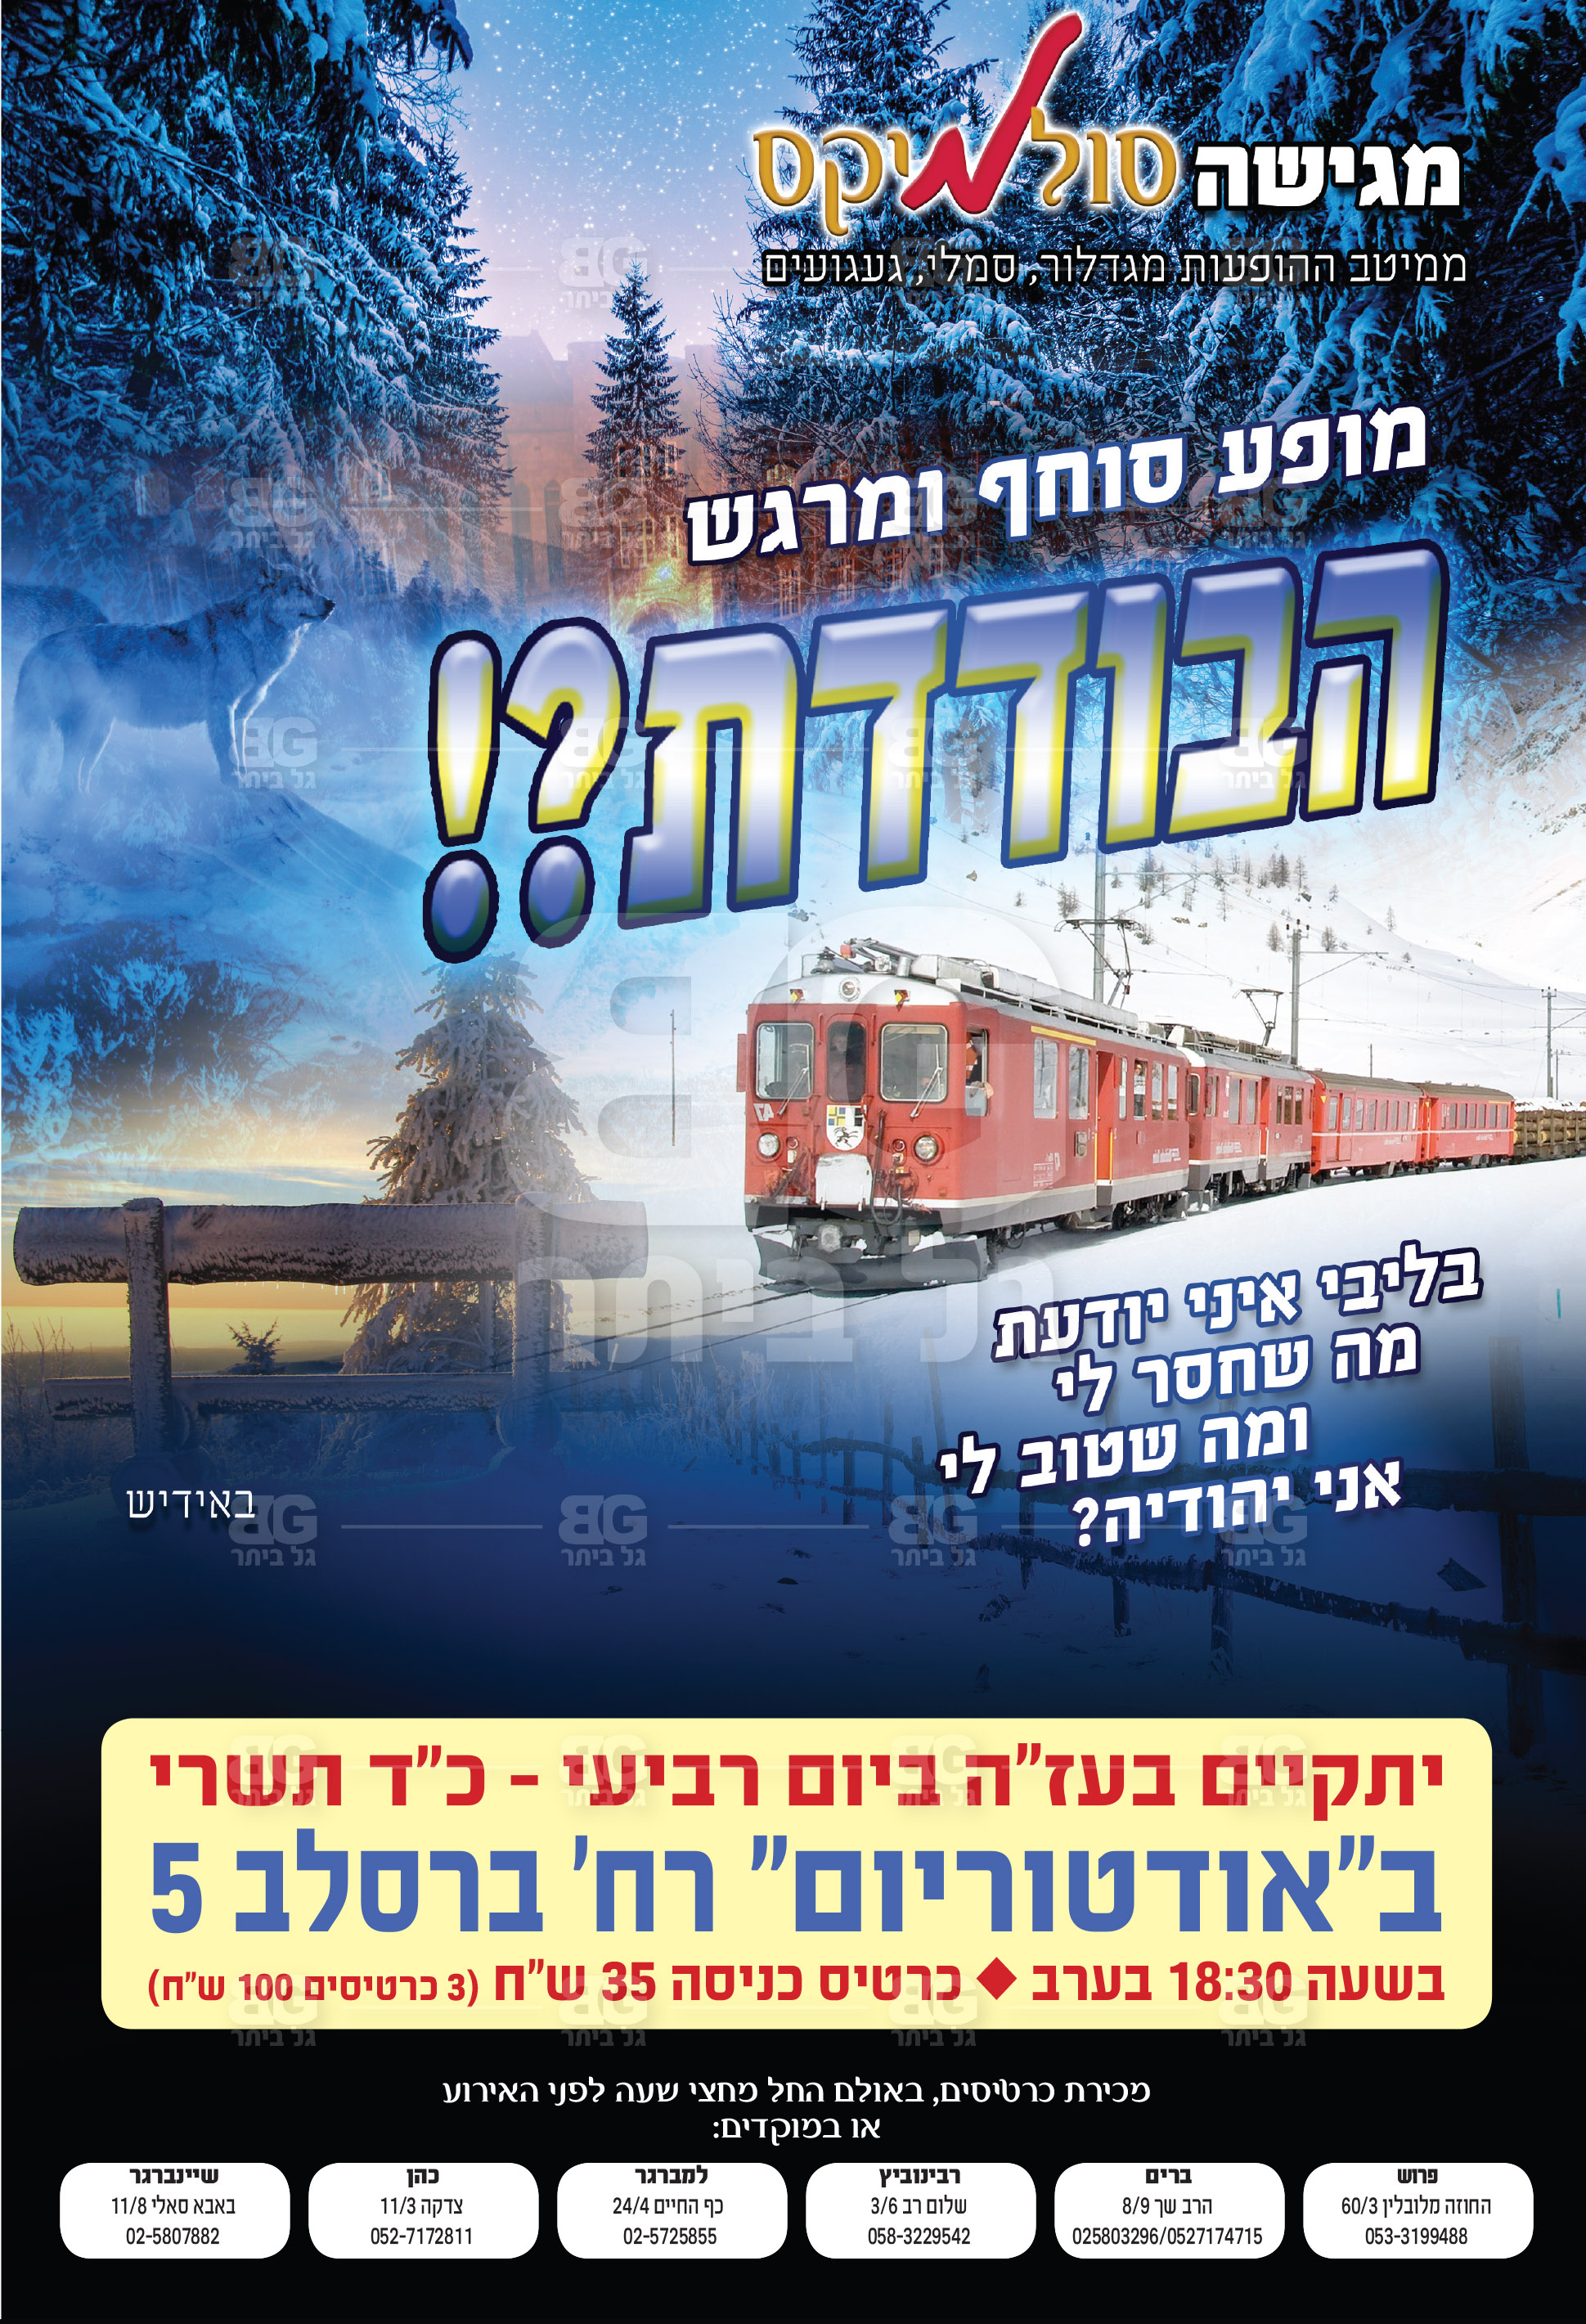 סולמיקס מגישה
ממיטב ההופעות מגדלור, סמלי, געגועים
מופע סוחף ומרגש
הבודדת?!
בליבי איני יודעת
מה שחסר לי
ומה שטוב לי
אני יהודיה?
באידיש
יתקיים בעז"ה ביום רביעי - כ"ד תשרי
ב"אודטוריום" רח' ברסלב 5
בשעה 18:30 בערב ◆ כרטיס כניסה 35 ש"ח (3 כרטיסים 100 ש"ח)
מכירת כרטיסים, באולם החל מחצי שעה לפני האירוע
או במוקדים:
פרוש
החוזה מלובלין 60/3
053-3199488
ברים
הרב שך 8/9
025803296/0527174715
רבינוביץ
שלום רב 3/6
058-3229542
למברגר
כף החיים 24/4
02-5725855
כהן
צדקה 11/3
052-7172811
שיינברגר
באבא סאלי 11/8
02-5807882
BG
גל ביתר